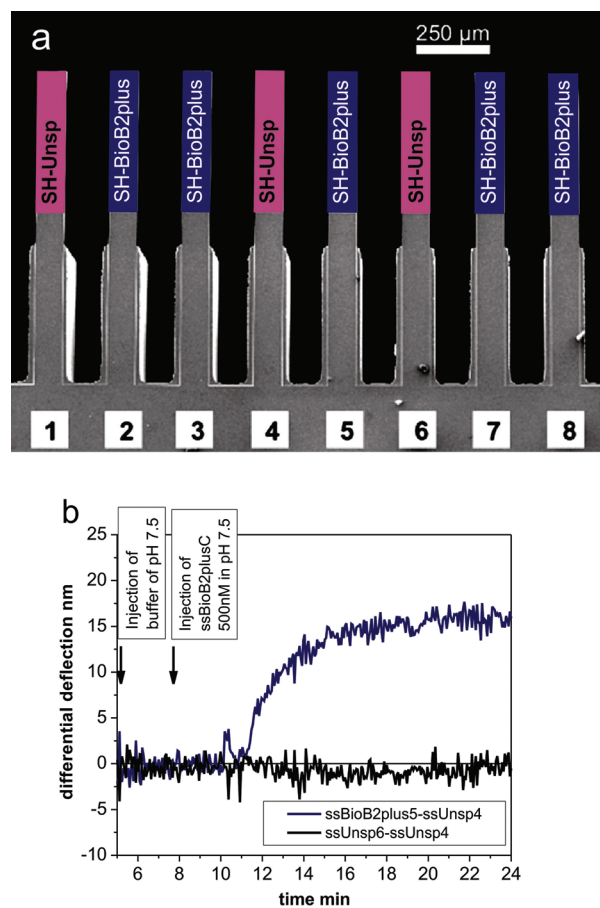 a
250 µm
SH-Unsp
SH-BioB2plus
SH-BioB2plus
SH-Unsp
SH-BioB2plus
SH-Unsp
SH-BioB2plus
SH-BioB2plus
1 2 3 4 5 6 7 8
b
Injection of
buffer of pH 7.5
Injection of
ssBioB2plusC
500nM in pH 7.5
differential deflection nm
25
20
15
10
5
0
-5
-10
ssBioB2plus5-ssUnsp4
ssUnsp6-ssUnsp4
6 8 10 12 14 16 18 20 22 24
time min